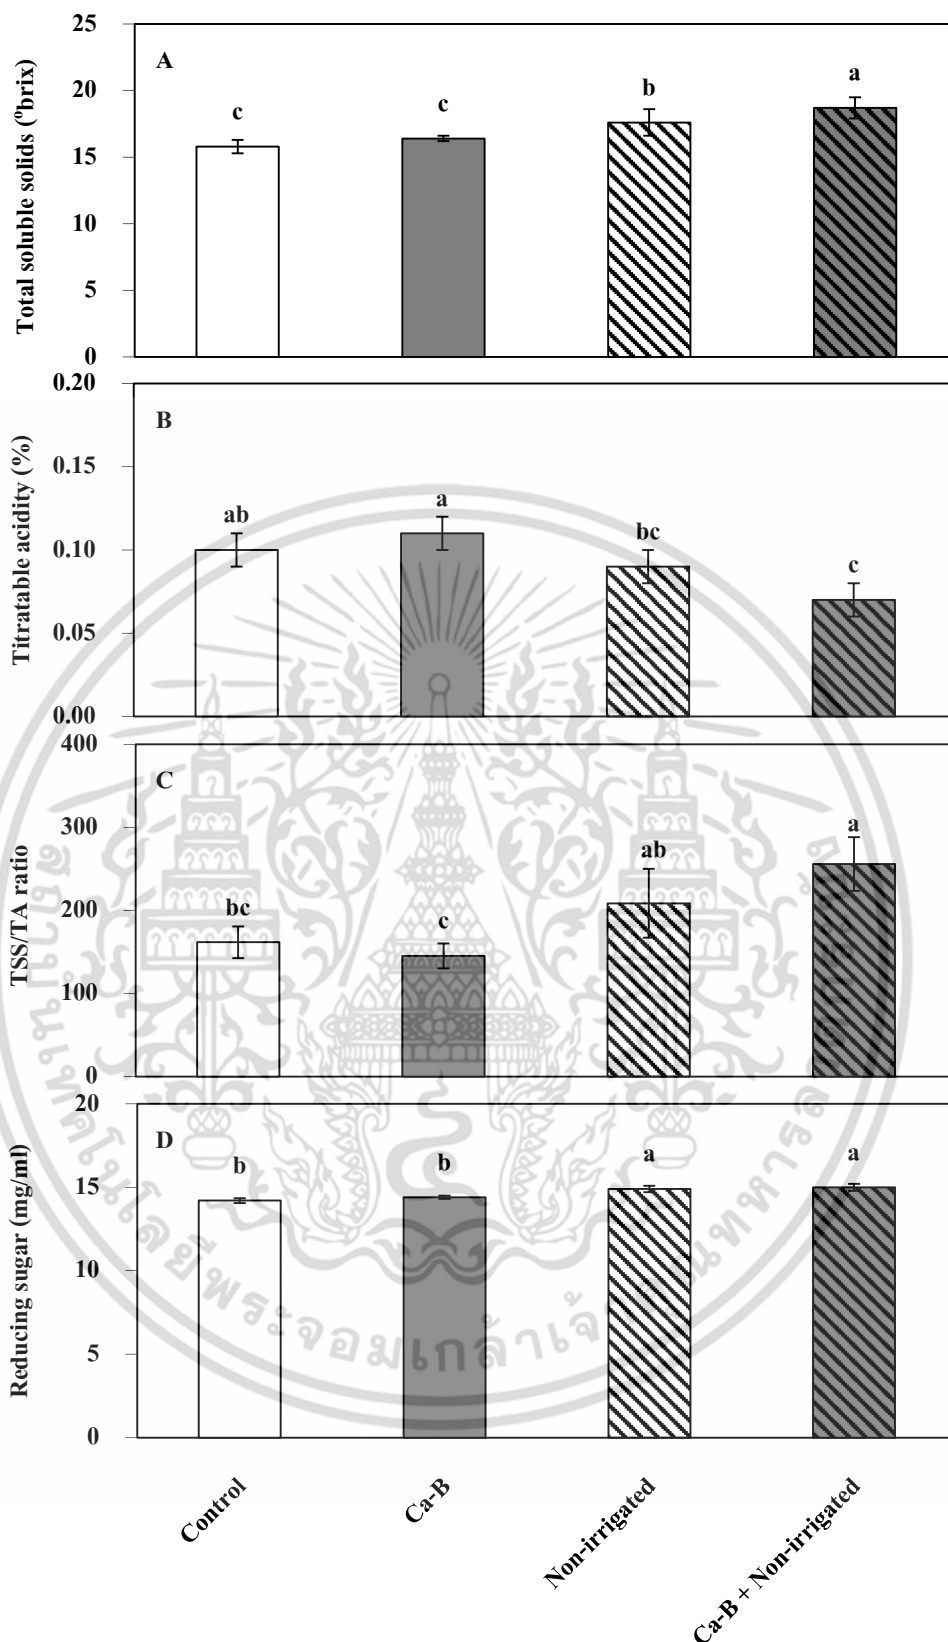 Total soluble solids (°brix)
25
20
15
10
5
0
A
c
c
b
a
Titratable acidity (%)
0.20
0.15
0.10
0.05
0.00
B
ab
a
bc
c
TSS/TA ratio
400
300
200
100
0
C
bc
c
ab
a
Reducing sugar (mg/ml)
20
15
10
5
0
D
b
b
a
a
Control
Ca-B
Non-irrigated
Ca-B + Non-irrigated